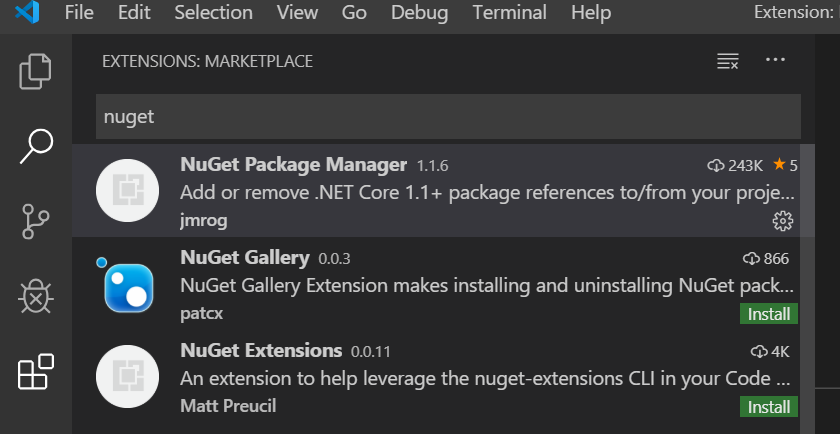 File Edit Selection View Go Debug Terminal Help Extension:
EXTENSIONS: MARKETPLACE
nuget
NuGet Package Manager 1.1.6 243K 5
Add or remove .NET Core 1.1+ package references to/from your proje...
jmrog
NuGet Gallery 0.0.3 866
NuGet Gallery Extension makes installing and uninstalling NuGet pack...
patcx Install
NuGet Extensions 0.0.11 4K
An extension to help leverage the nuget-extensions CLI in your Code ...
Matt Preucil Install